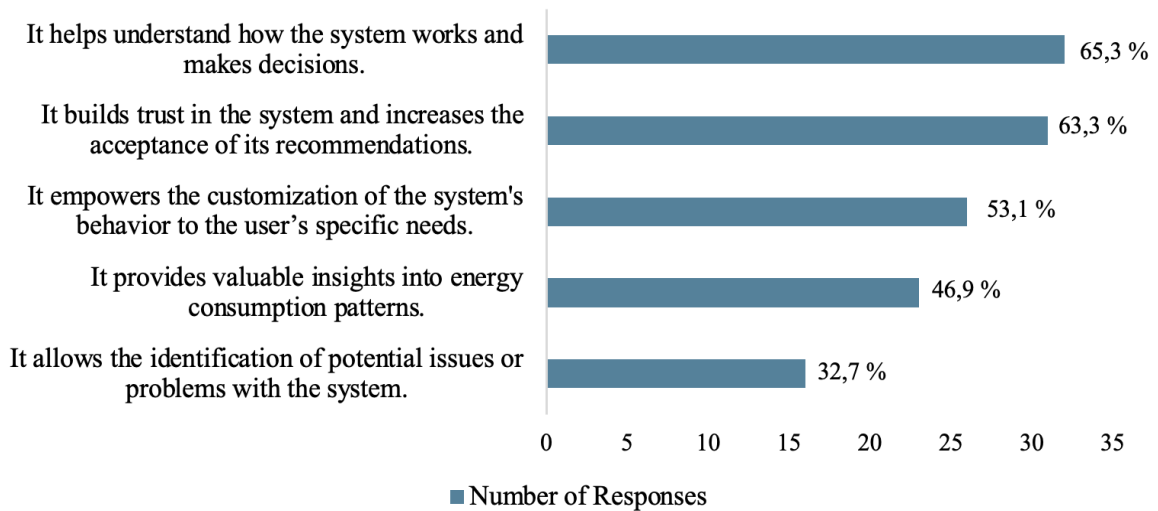 It helps understand how the system works and
makes decisions.
65,3 %
It builds trust in the system and increases the
acceptance of its recommendations.
63,3 %
It empowers the customization of the system's
behavior to the user’s specific needs.
53,1 %
It provides valuable insights into energy
consumption patterns.
46,9 %
It allows the identification of potential issues or
problems with the system.
32,7 %
0 5 10 15 20 25 30 35
Number of Responses